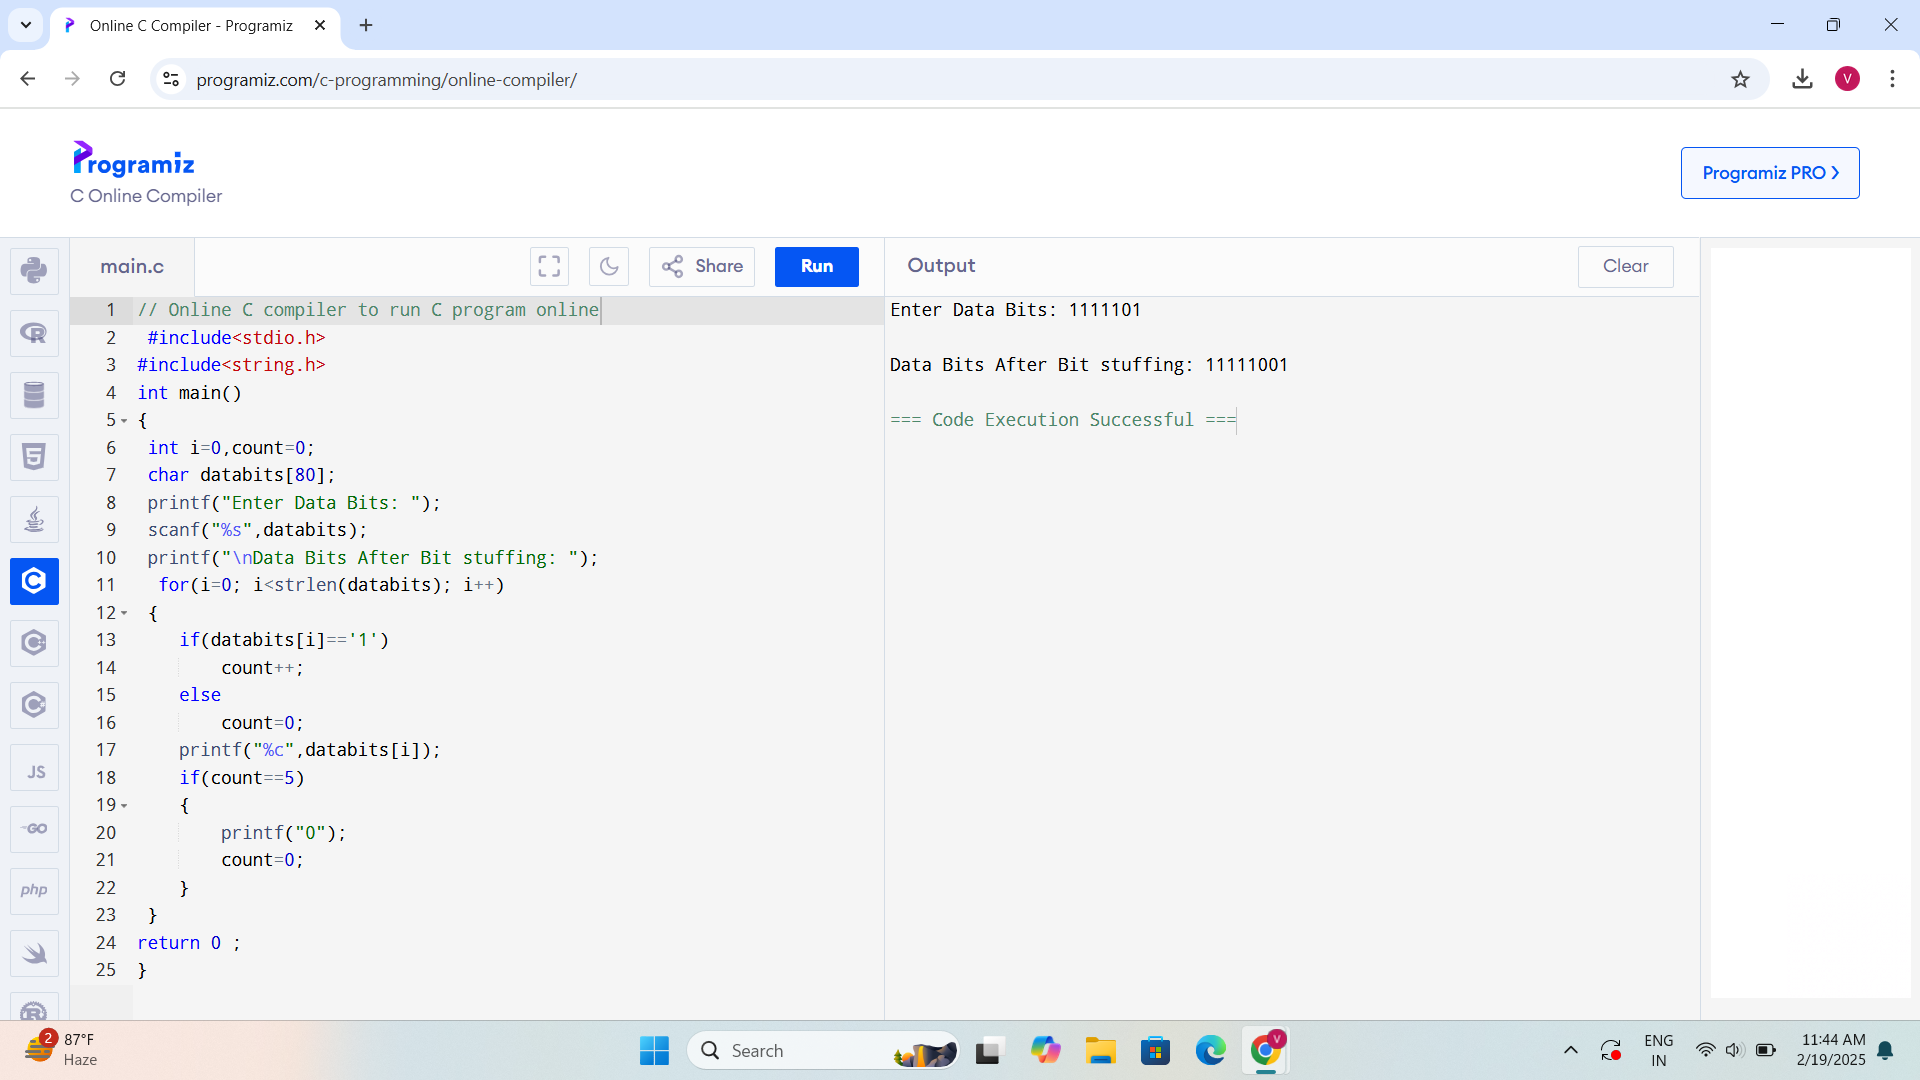 Online C Compiler - Programiz
programiz.com/c-programming/online-compiler/
V
Programiz
C Online Compiler
Programiz PRO
main.c
Share
Run
Output
Clear
1 // Online C compiler to run C program online
2 #include<stdio.h>
3 #include<string.h>
4 int main()
5 {
6 int i=0,count=0;
7 char databits[80];
8 printf("Enter Data Bits: ");
9 scanf("%s",databits);
10 printf("\nData Bits After Bit stuffing: ");
11 for(i=0; i<strlen(databits); i++)
12 {
13 if(databits[i]=='1')
14 count++;
15 else
16 count=0;
17 printf("%c",databits[i]);
18 if(count==5)
19 {
20 printf("0");
21 count=0;
22 }
23 }
24 return 0 ;
25 }
Enter Data Bits: 1111101
Data Bits After Bit stuffing: 11111001
=== Code Execution Successful ===
R
5
C
C
C
JS
GO
php
R
2
87°F
Haze
Search
V
ENG
IN
11:44 AM
2/19/2025